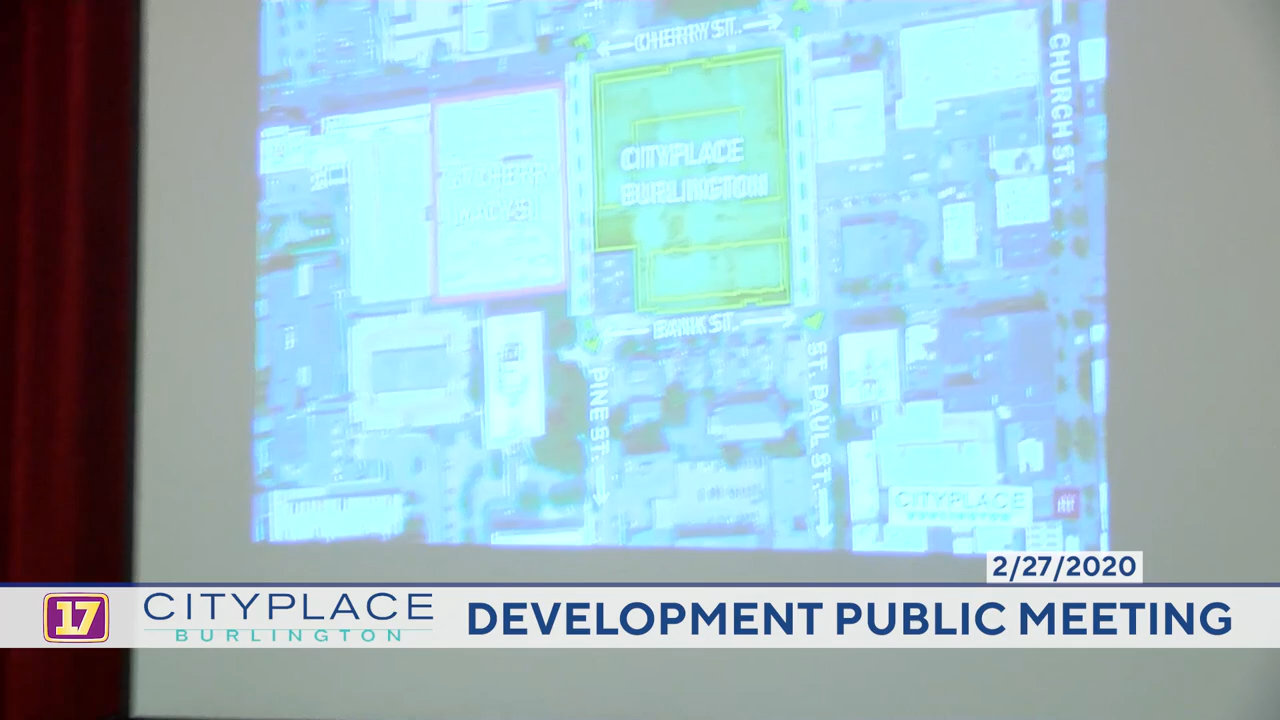 CHERRY ST.
CHURCH ST.
CITYPLACE
BURLINGTON
BANK ST.
PINE ST.
ST. PAUL ST.
CITYPLACE
BURLINGTON
2/27/2020
17
CITYPLACE
BURLINGTON
DEVELOPMENT PUBLIC MEETING